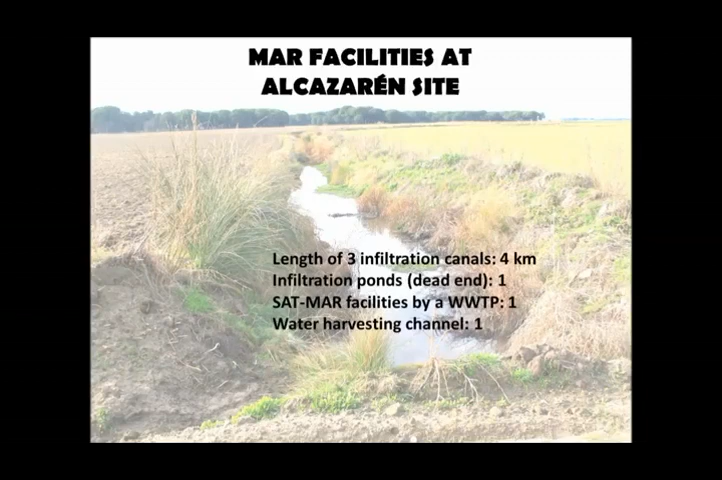 MAR FACILITIES AT
ALCAZARÉN SITE
Length of 3 infiltration canals: 4 km
Infiltration ponds (dead end): 1
SAT-MAR facilities by a WWTP: 1
Water harvesting channel: 1